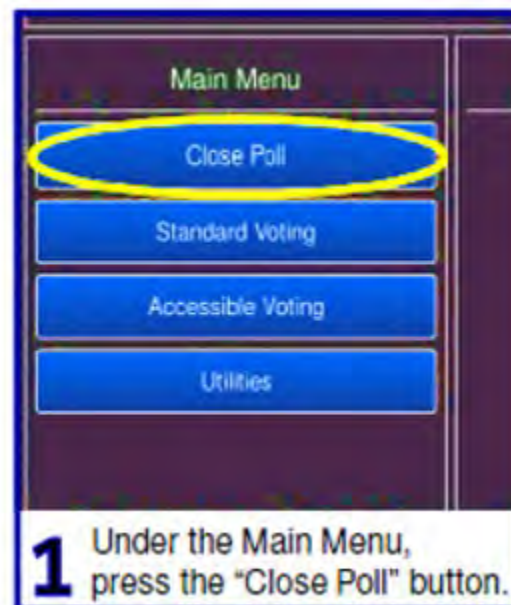 Main Menu
Close Poll
Standard Voting
Accessible Voting
Utilities
1 Under the Main Menu,
press the “Close Poll” button.